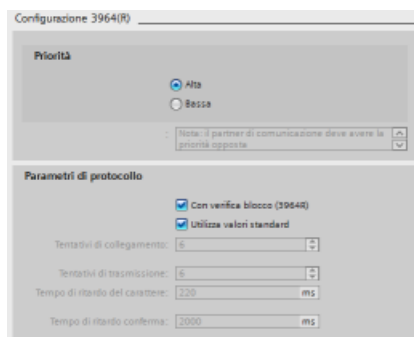 Configurazione 3964(R)
Priorità
Alta
Bassa
: Nota: il partner di comunicazione deve avere la
priorità opposta
Parametri di protocollo
Con verifica blocco (3964R)
Utilizza valori standard
Tentativi di collegamento: 6
Tentativi di trasmissione: 6
Tempo di ritardo del carattere: 220 ms
Tempo di ritardo conferma: 2000 ms